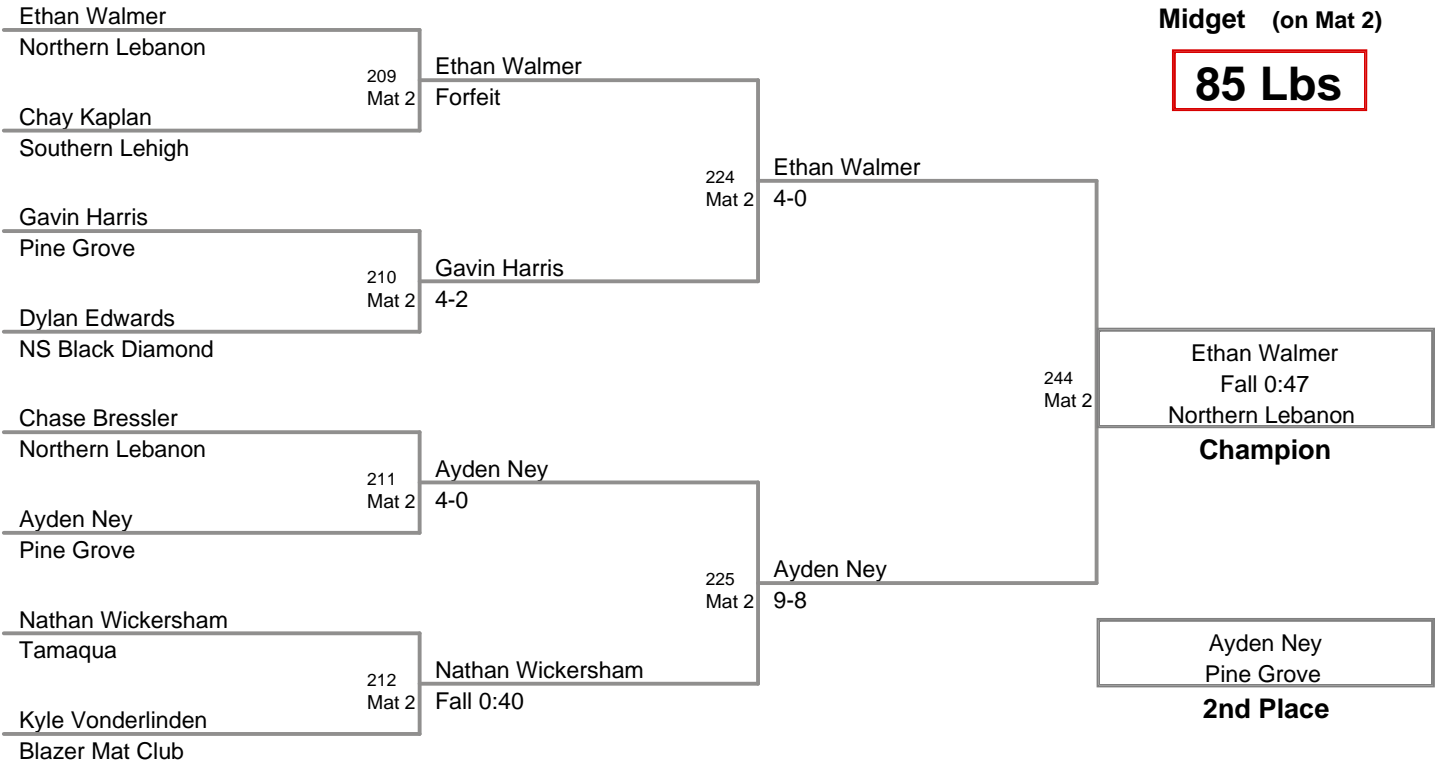 Ethan Walmer
Northern Lebanon
209
Mat 2
Chay Kaplan
Southern Lehigh
Ethan Walmer
Forfeit
Gavin Harris
Pine Grove
210
Mat 2
Dylan Edwards
NS Black Diamond
Gavin Harris
4-2
224
Mat 2
Ethan Walmer
4-0
Chase Bressler
Northern Lebanon
211
Mat 2
Ayden Ney
Pine Grove
Ayden Ney
4-0
Nathan Wickersham
Tamaqua
212
Mat 2
Kyle Vonderlinden
Blazer Mat Club
Nathan Wickersham
Fall 0:40
225
Mat 2
Ayden Ney
9-8
244
Mat 2
Midget (on Mat 2)
85 Lbs
Ethan Walmer
Fall 0:47
Northern Lebanon
Champion
Ayden Ney
Pine Grove
2nd Place